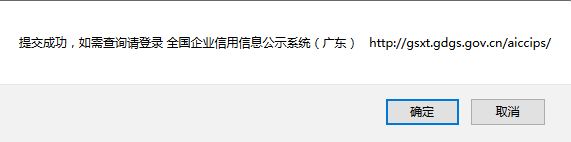 提交成功，如需查询请登录 全国企业信用信息公示系统（广东） http://gsxt.gdgs.gov.cn/aiccips/
确定 取消